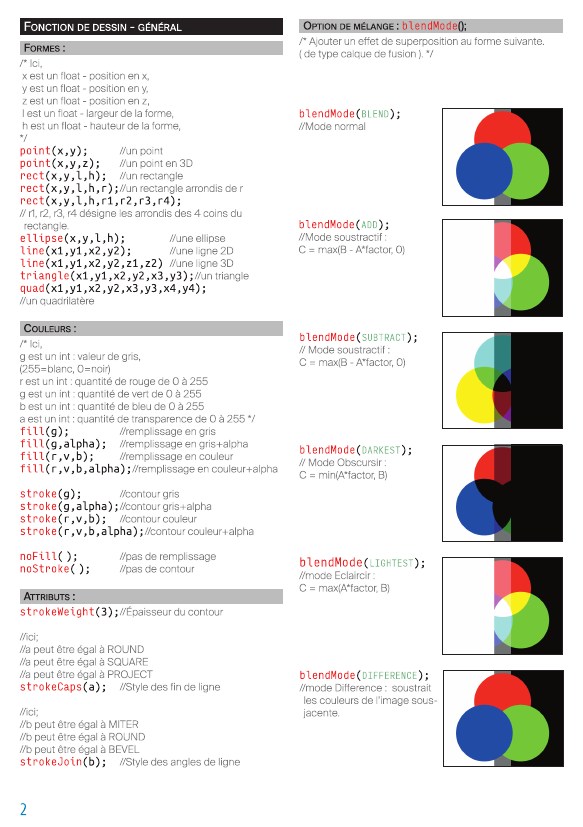 FONCTION DE DESSIN - GÉNÉRAL
FORMES :
/* Ici,
x est un float - position en x,
y est un float - position en y,
z est un float - position en z,
l est un float - largeur de la forme,
h est un float - hauteur de la forme,
*/
point(x,y); //un point
point(x,y,z); //un point en 3D
rect(x,y,l,h); //un rectangle
rect(x,y,l,h,r);//un rectangle arrondis de r
rect(x,y,l,h,r1,r2,r3,r4);
// r1, r2, r3, r4 désigne les arrondis des 4 coins du
rectangle.
ellipse(x,y,l,h); //une ellipse
line(x1,y1,x2,y2); //une ligne 2D
line(x1,y1,x2,y2,z1,z2) //une ligne 3D
triangle(x1,y1,x2,y2,x3,y3);//un triangle
quad(x1,y1,x2,y2,x3,y3,x4,y4);
//un quadrilatère
COULEURS :
/* Ici,
g est un int : valeur de gris,
(255=blanc, 0=noir)
r est un int : quantité de rouge de 0 à 255
g est un int : quantité de vert de 0 à 255
b est un int : quantité de bleu de 0 à 255
a est un int : quantité de transparence de 0 à 255 */
fill(g); //remplissage en gris
fill(g,alpha); //remplissage en gris+alpha
fill(r,v,b); //remplissage en couleur
fill(r,v,b,alpha);//remplissage en couleur+alpha
stroke(g); //contour gris
stroke(g,alpha);//contour gris+alpha
stroke(r,v,b); //contour couleur
stroke(r,v,b,alpha);//contour couleur+alpha
noFill( ); //pas de remplissage
noStroke( ); //pas de contour
ATTRIBUTS :
strokeWeight(3);//Épaisseur du contour
//ici;
//a peut être égal à ROUND
//a peut être égal à SQUARE
//a peut être égal à PROJECT
strokeCaps(a); //Style des fin de ligne
//ici;
//b peut être égal à MITER
//b peut être égal à ROUND
//b peut être égal à BEVEL
strokeJoin(b); //Style des angles de ligne
OPTION DE MÉLANGE : blendMode();
/* Ajouter un effet de superposition au forme suivante.
( de type calque de fusion ). */
blendMode(BLEND);
//Mode normal
blendMode(ADD);
//Mode soustractif :
C = max(B - A*factor, 0)
blendMode(SUBTRACT);
// Mode soustractif :
C = max(B - A*factor, 0)
blendMode(DARKEST);
// Mode Obscursir :
C = min(A*factor, B)
blendMode(LIGHTEST);
//mode Eclaircir :
C = max(A*factor, B)
blendMode(DIFFERENCE);
//mode Difference : soustrait
les couleurs de l'image sous-
jacente.
2